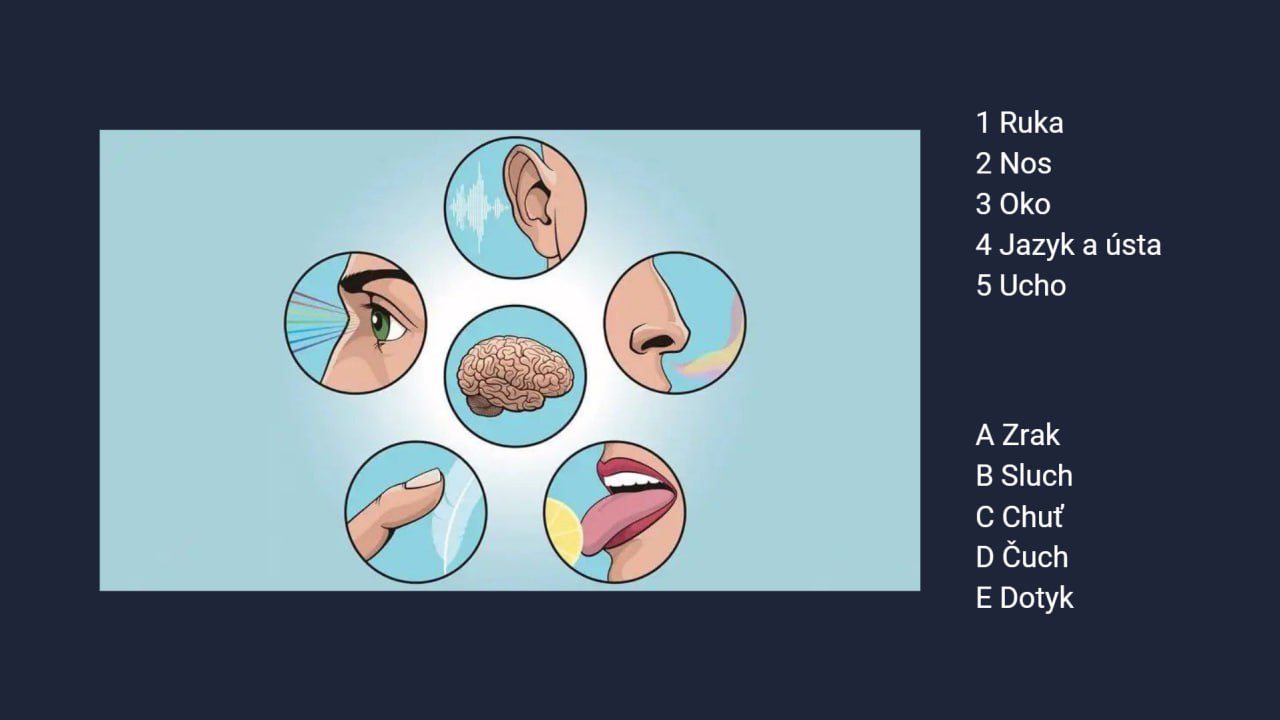 1 Ruka
2 Nos
3 Oko
4 Jazyk a ústa
5 Ucho
A Zrak
B Sluch
C Chuť
D Čuch
E Dotyk